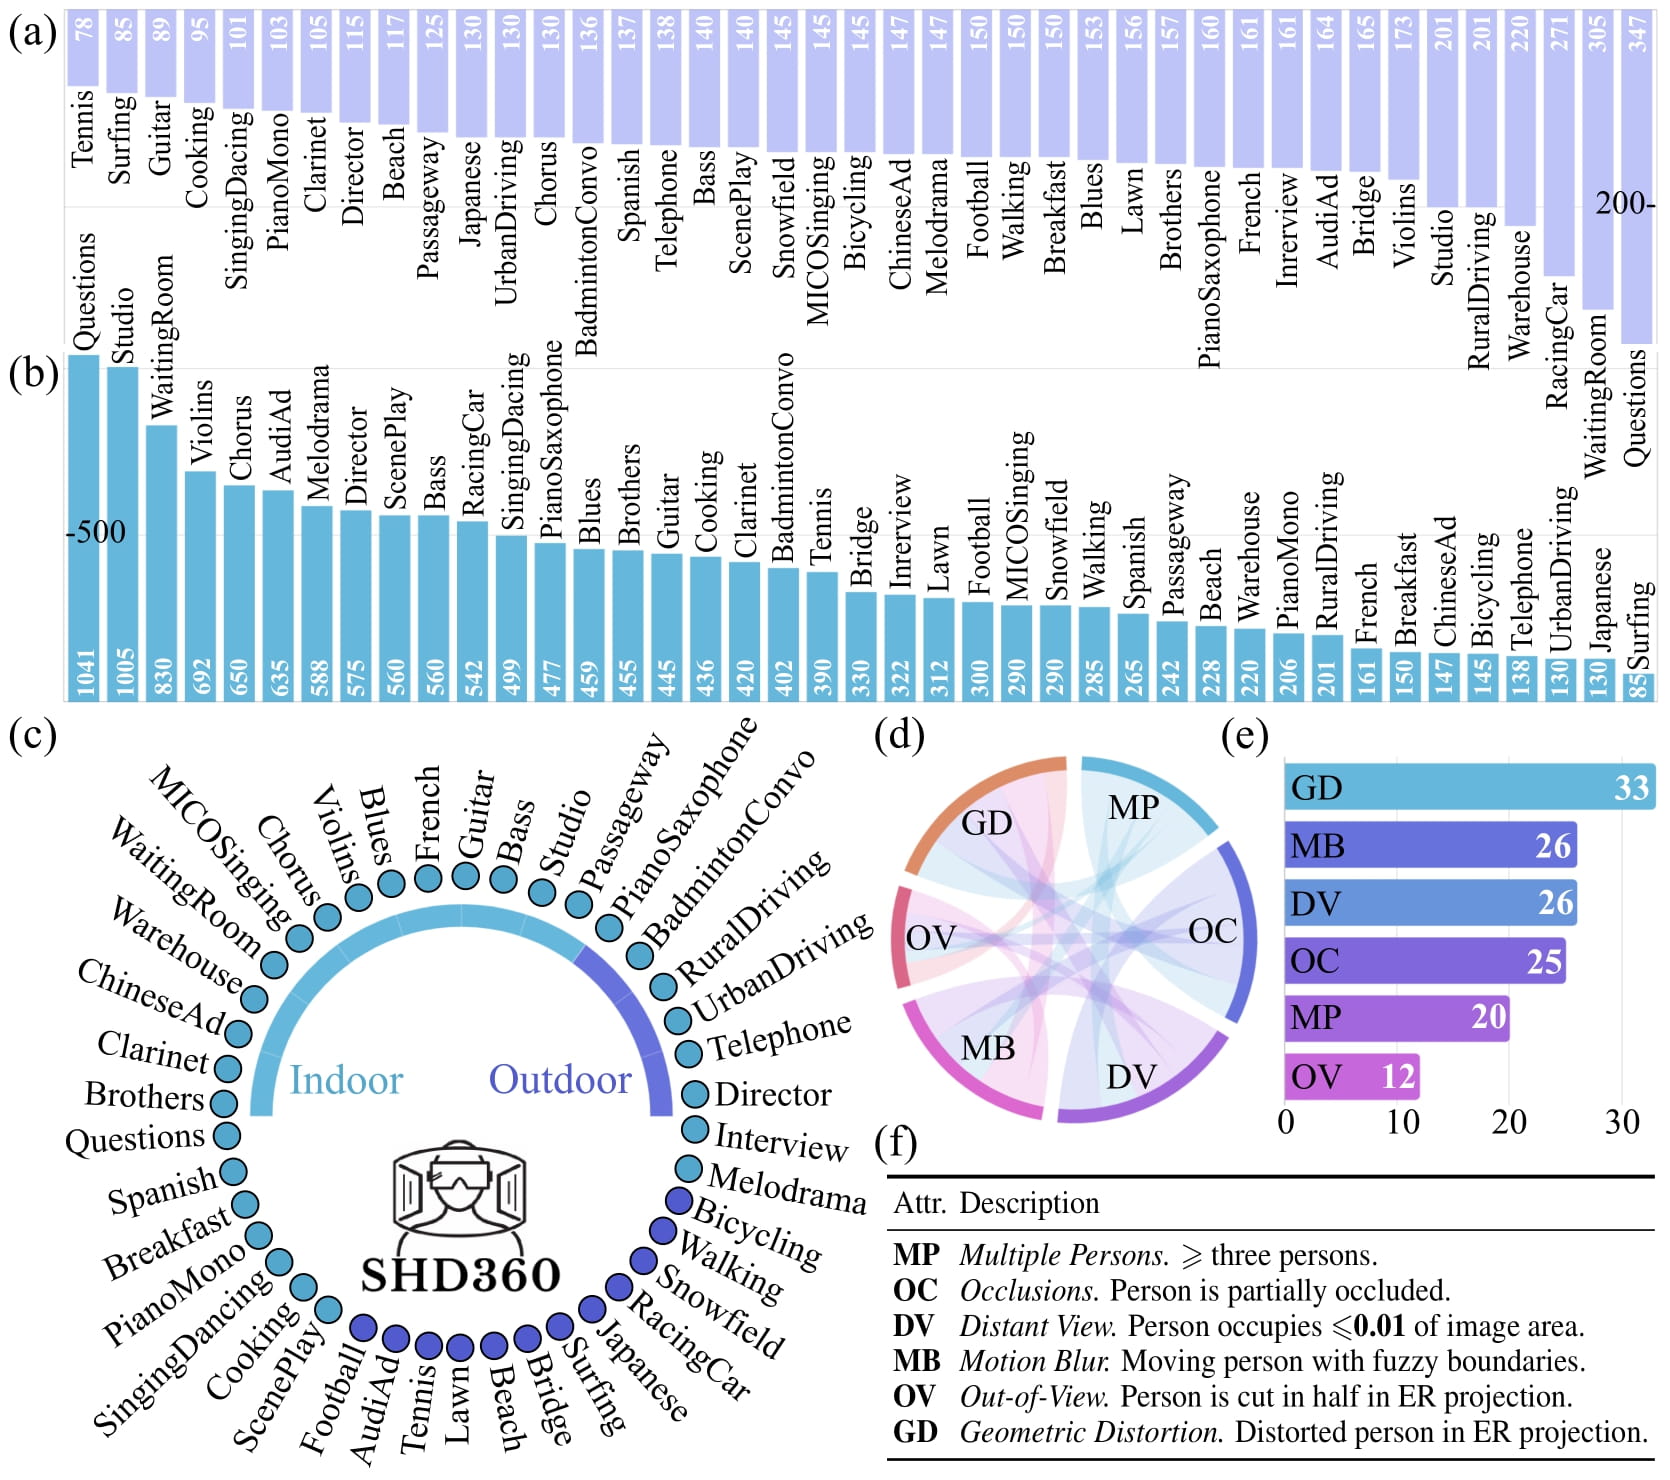 (a)
78 85 89 95 101 103 105 115 117 125 130 130 130 136 137 138 140 140 145 145 145 147 147 150 150 150 153 156 157 160 161 161 164 165 173 201 201 220 271 305 347
Tennis Surfing Guitar Cooking SingingDacing PianoMono Clarinet Director Beach Passageway Japanese UrbanDriving Chorus BadmintonConvo Spanish Telephone Bass ScenePlay Snowfield MICOSinging Bicycling ChineseAd Melodrama Football Walking Breakfast Blues Lawn Brothers PianoSaxophone French Inrerview AudiAd Bridge Violins Studio RuralDriving Warehouse RacingCar WaitingRoom Questions
200-
(b)
Questions Studio WaitingRoom Violins Chorus AudiAd Melodrama Director ScenePlay Bass RacingCar SingingDacing PianoSaxophone Blues Brothers Guitar Cooking Clarinet BadmintonConvo Tennis Bridge Inrerview Lawn Football MICOSinging Snowfield Walking Spanish Passageway Beach Warehouse PianoMono RuralDriving French Breakfast ChineseAd Bicycling Telephone UrbanDriving Japanese Surfing
-500
1041 1005 830 692 650 635 588 575 560 560 542 499 477 459 455 445 436 420 402 390 330 322 312 300 290 290 285 265 242 228 220 206 201 161 150 147 145 138 130 130 85
(c)
ScenePlay
Cooking
SingingDancing
PianoMono
Breakfast
Spanish
Questions
Brothers
Clarinet
ChineseAd
Warehouse
WaitingRoom
MICOSinging
Chorus
Violins
Blues
French
Guitar
Bass
Studio
Passageway
PianoSaxophone
BadmintonConvo
RuralDriving
UrbanDriving
Telephone
Director
Interview
Melodrama
Bicycling
Walking
Snowfield
RacingCar
Japanese
Surfing
Bridge
Beach
Lawn
Tennis
AudiAd
Football
Indoor
Outdoor
SHD360
(d)
GD
MP
OV
OC
MB
DV
(e)
GD 33
MB 26
DV 26
OC 25
MP 20
OV 12
0 10 20 30
(f)
Attr. Description
MP Multiple Persons. ⩾ three persons.
OC Occlusions. Person is partially occluded.
DV Distant View. Person occupies ⩽0.01 of image area.
MB Motion Blur. Moving person with fuzzy boundaries.
OV Out-of-View. Person is cut in half in ER projection.
GD Geometric Distortion. Distorted person in ER projection.